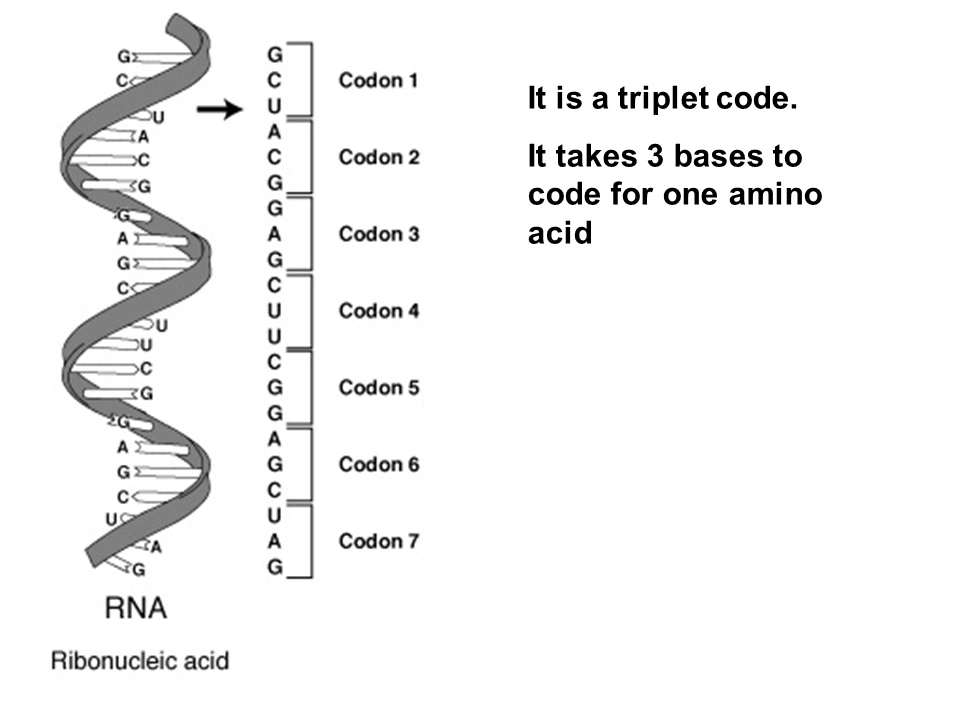 G
C
U
A
C
G
G
A
G
C
U
U
C
G
G
A
G
C
U
A
G
RNA
Ribonucleic acid
G
C
U
Codon 1
A
C
G
Codon 2
G
A
G
Codon 3
C
U
U
Codon 4
C
G
G
Codon 5
A
G
C
Codon 6
U
A
G
Codon 7
It is a triplet code.
It takes 3 bases to
code for one amino
acid